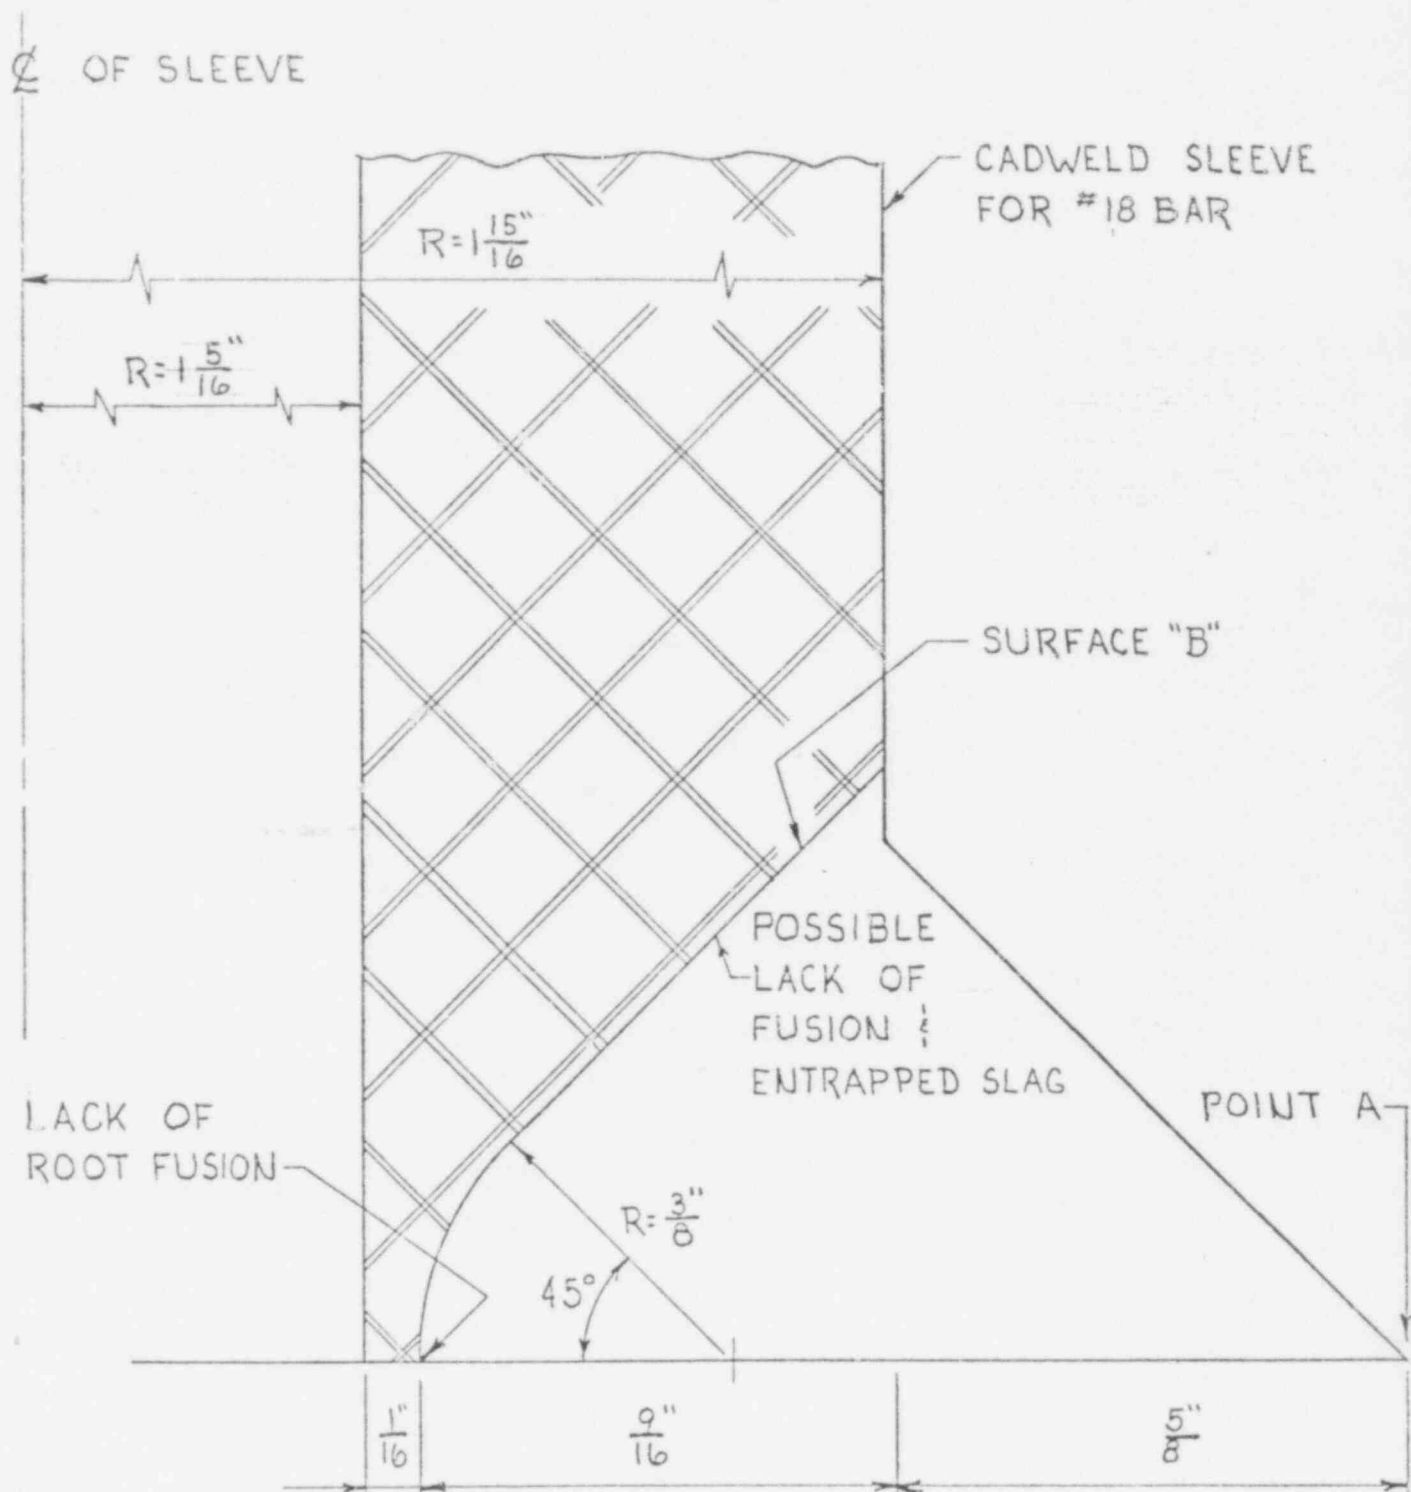 ℄ OF SLEEVE
CADWELD SLEEVE
FOR #18 BAR
R=1 15/16"
R=1 5/16"
SURFACE "B"
POSSIBLE
LACK OF
FUSION &
ENTRAPPED SLAG
POINT A
LACK OF
ROOT FUSION
R=3/8"
45°
1/16"
9/16"
5/8"